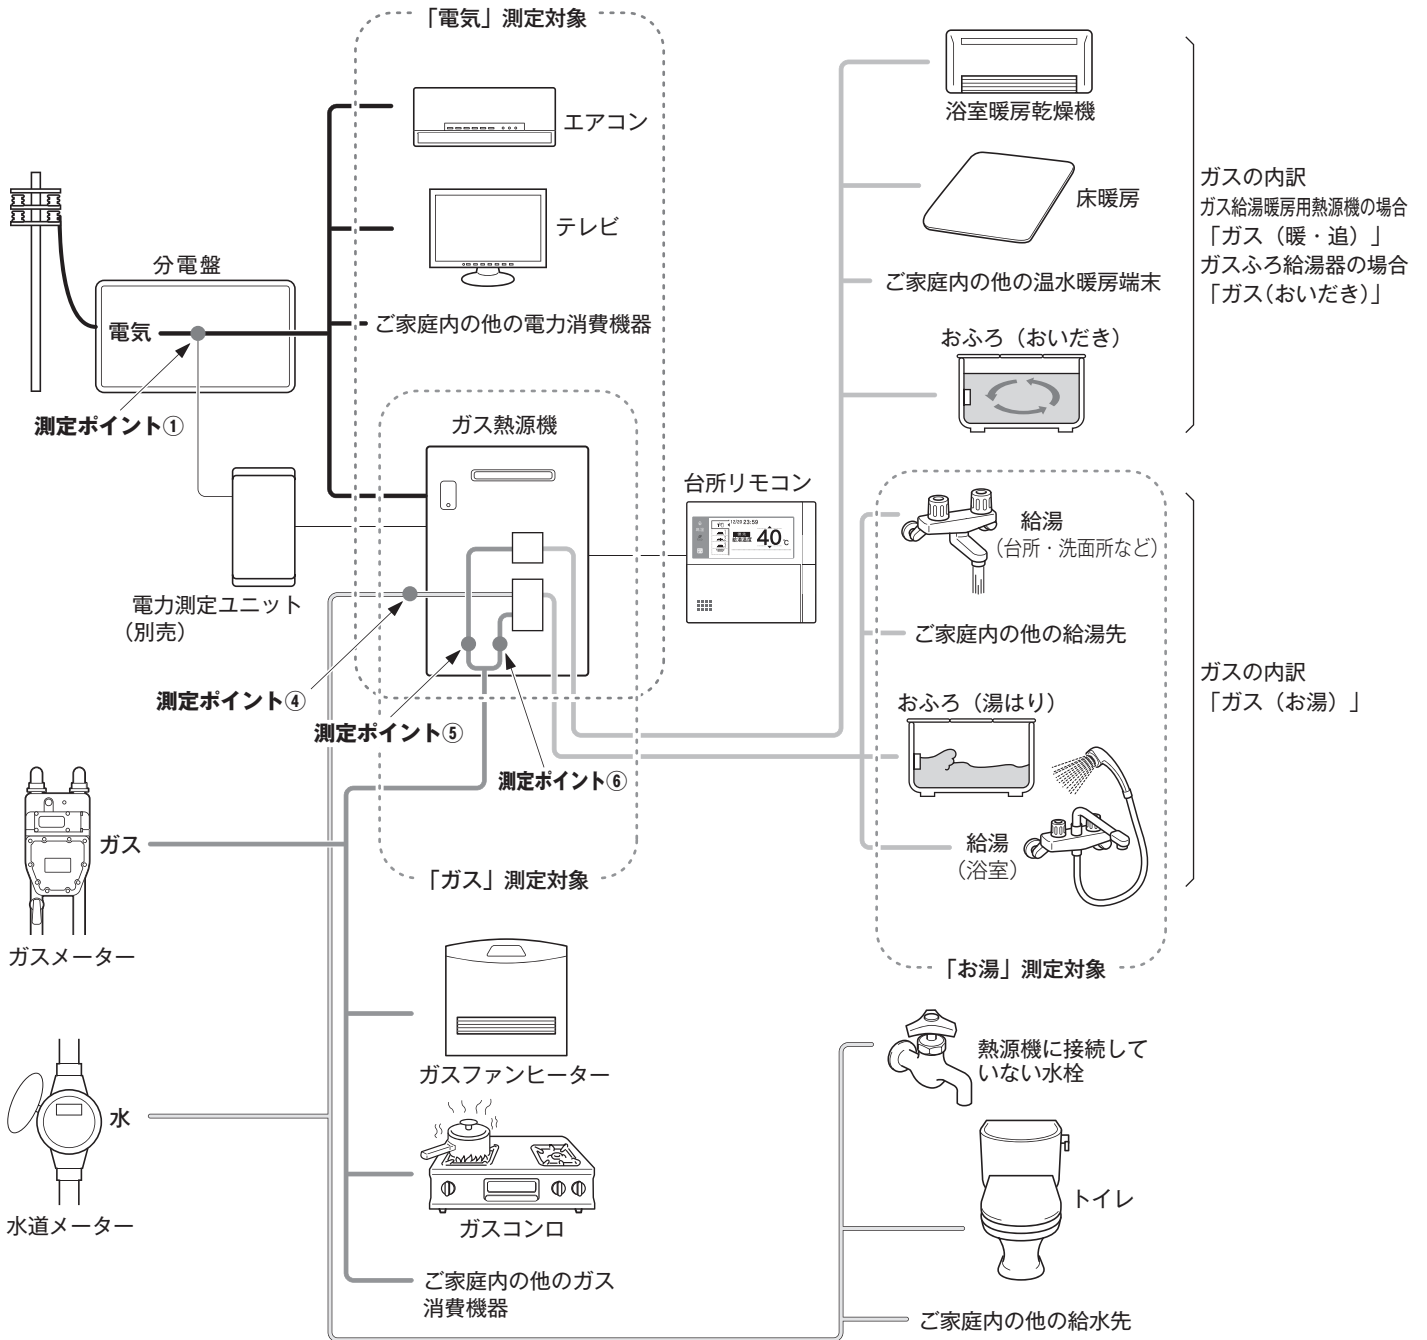 「電気」測定対象
エアコン
テレビ
ご家庭内の他の電力消費機器
分電盤
電気
測定ポイント①
ガス熱源機
電力測定ユニット
（別売）
台所リモコン
12/20 23:59
給湯温度
40℃
測定ポイント④
測定ポイント⑤
測定ポイント⑥
浴室暖房乾燥機
床暖房
ご家庭内の他の温水暖房端末
おふろ（おいだき）
ガスの内訳
ガス給湯暖房用熱源機の場合
「ガス（暖・追）」
ガスふろ給湯器の場合
「ガス（おいだき）」
給湯
（台所・洗面所など）
ご家庭内の他の給湯先
おふろ（湯はり）
給湯
（浴室）
ガスの内訳
「ガス（お湯）」
「お湯」測定対象
ガス
ガスメーター
「ガス」測定対象
ガスファンヒーター
ガスコンロ
ご家庭内の他のガス
消費機器
水
水道メーター
熱源機に接続して
いない水栓
トイレ
ご家庭内の他の給水先